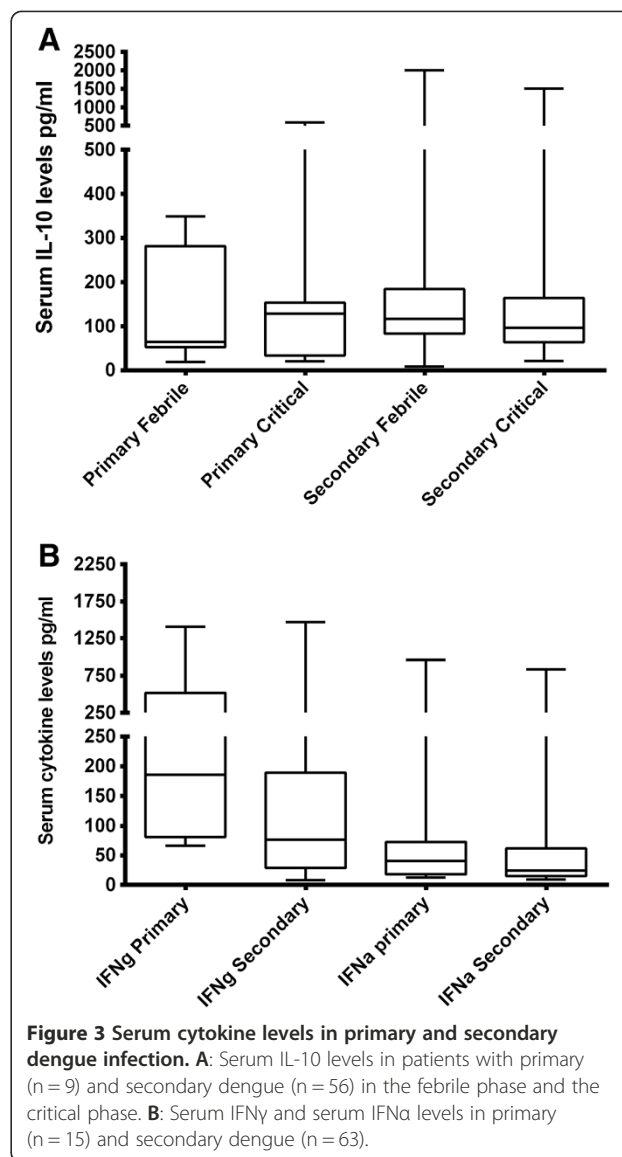 A
2500
2000
1500
1000
500
500
400
300
200
100
0
Serum IL-10 levels pg/ml
Primary Febrile
Primary Critical
Secondary Febrile
Secondary Critical
B
2250
1750
1250
750
250
250
200
150
100
50
0
Serum cytokine levels pg/ml
IFNg Primary
IFNg Secondary
IFNa primary
IFNa Secondary
Figure 3 Serum cytokine levels in primary and secondary
dengue infection. A: Serum IL-10 levels in patients with primary
(n = 9) and secondary dengue (n = 56) in the febrile phase and the
critical phase. B: Serum IFNγ and serum IFNα levels in primary
(n = 15) and secondary dengue (n = 63).